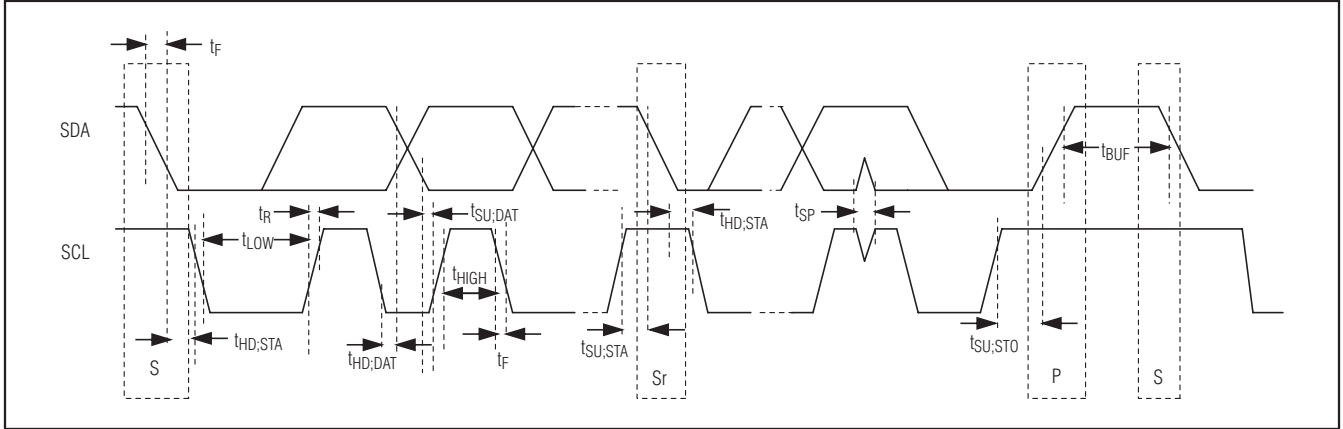 tF
SDA
tBUF
tR
tSU;DAT
tSP
tHD;STA
tLOW
SCL
tHIGH
tHD;STA
tHD;DAT
tF
tSU;STA
tSU;STO
S
Sr
P
S